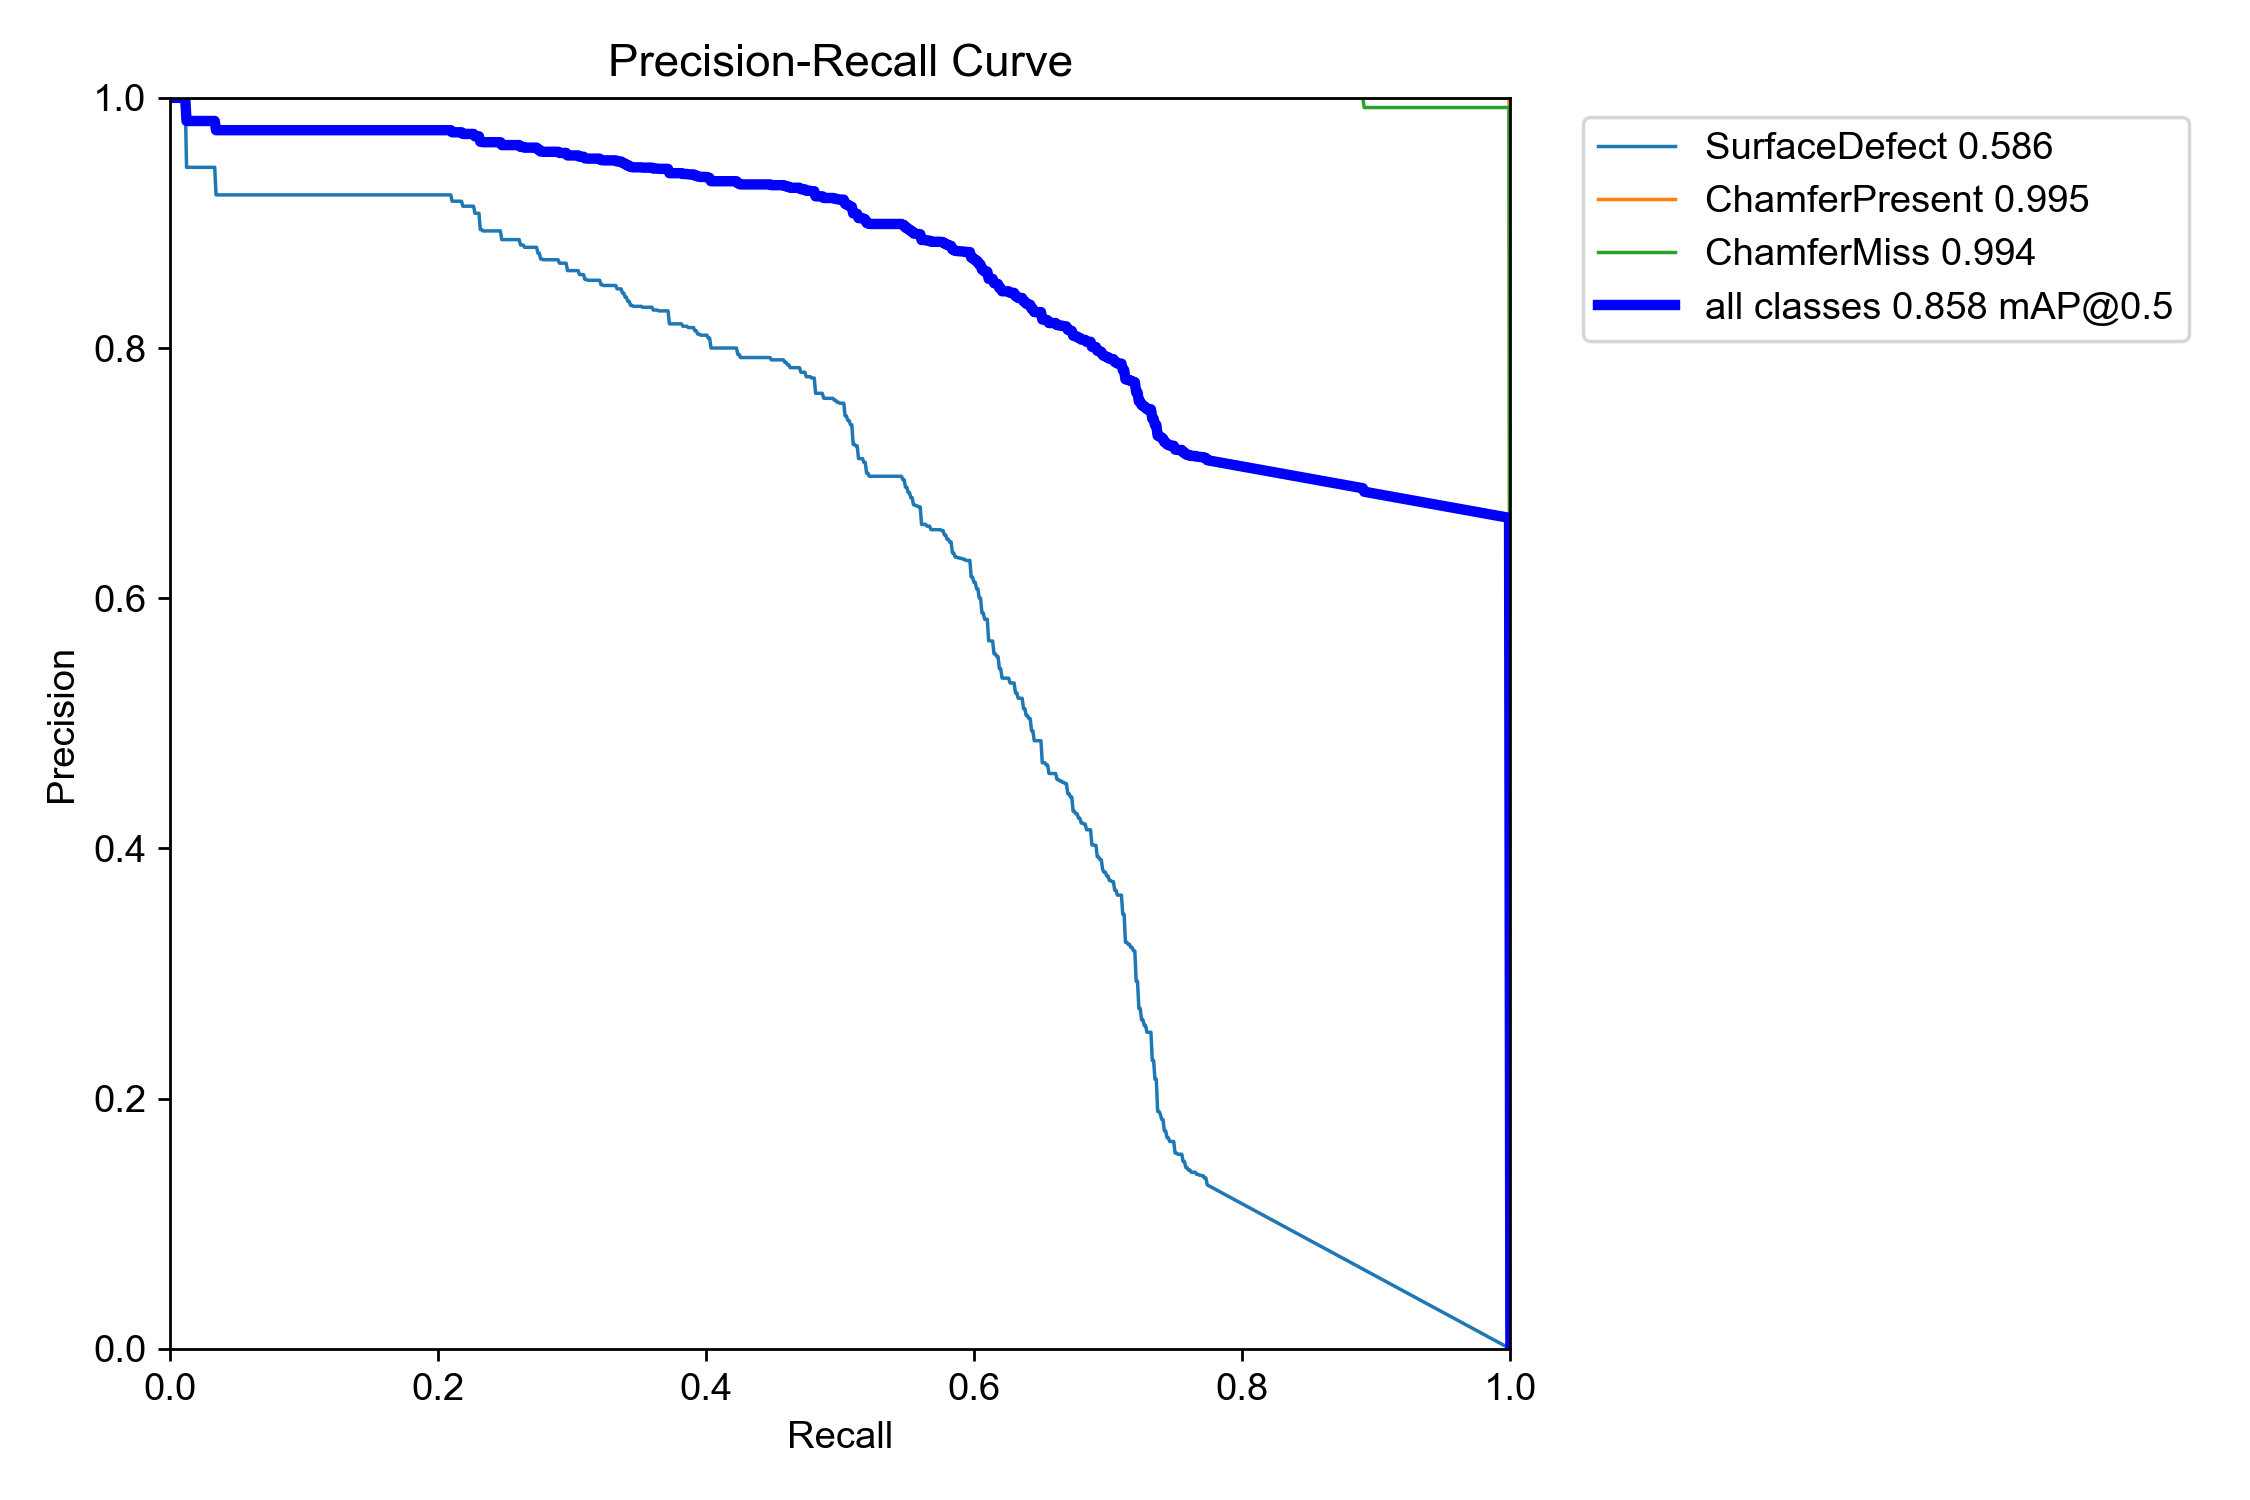 Precision-Recall Curve
1.0
0.8
0.6
0.4
0.2
0.0
Precision
0.0 0.2 0.4 0.6 0.8 1.0
Recall
SurfaceDefect 0.586
ChamferPresent 0.995
ChamferMiss 0.994
all classes 0.858 mAP@0.5